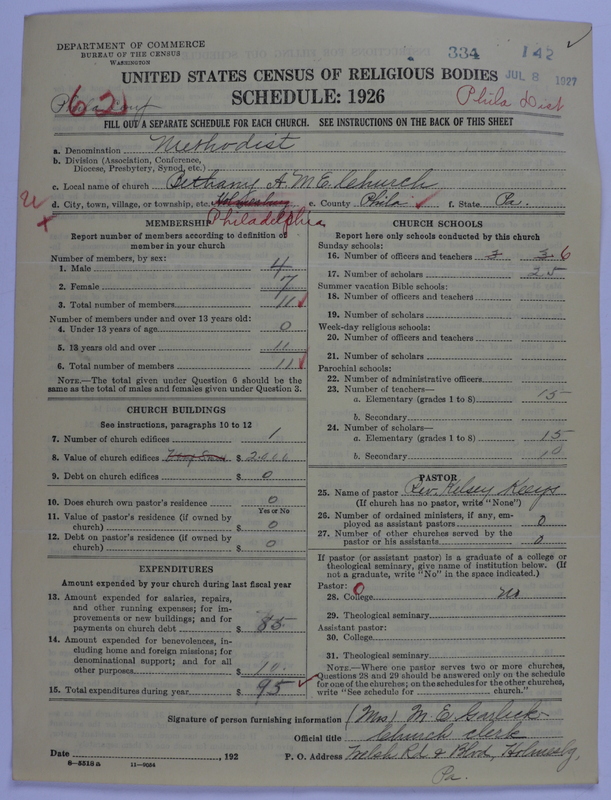 DEPARTMENT OF COMMERCE
BUREAU OF THE CENSUS
WASHINGTON
334 142
UNITED STATES CENSUS OF RELIGIOUS BODIES
JUL 8 1927
SCHEDULE: 1926
62
Phila Dist
FILL OUT A SEPARATE SCHEDULE FOR EACH CHURCH. SEE INSTRUCTIONS ON THE BACK OF THIS SHEET
a. Denomination Methodist
b. Division (Association, Conference, Diocese, Presbytery, Synod, etc.)
c. Local name of church Bethany A. M. E. Church
d. City, town, village, or township, etc. Holmesburg e. County Phila f. State Pa.
Philadelphia
MEMBERSHIP
Report number of members according to definition of member in your church
Number of members, by sex:
1. Male 4
2. Female 7
3. Total number of members 11
Number of members under and over 13 years old:
4. Under 13 years of age 0
5. 13 years old and over 11
6. Total number of members 11
NOTE.—The total given under Question 6 should be the same as the total of males and females given under Question 3.
CHURCH BUILDINGS
See instructions, paragraphs 10 to 12
7. Number of church edifices 1
8. Value of church edifices $ 2000
9. Debt on church edifices $ 0
10. Does church own pastor's residence 0
Yes or No
11. Value of pastor's residence (if owned by church) $ 0
12. Debt on pastor's residence (if owned by church) $ 0
EXPENDITURES
Amount expended by your church during last fiscal year
13. Amount expended for salaries, repairs, and other running expenses; for improvements or new buildings; and for payments on church debt $ 85
14. Amount expended for benevolences, including home and foreign missions; for denominational support; and for all other purposes $ 10.
15. Total expenditures during year $ 95
CHURCH SCHOOLS
Report here only schools conducted by this church
Sunday schools:
16. Number of officers and teachers 3 3 6
17. Number of scholars 25
Summer vacation Bible schools:
18. Number of officers and teachers
19. Number of scholars
Week-day religious schools:
20. Number of officers and teachers
21. Number of scholars
Parochial schools:
22. Number of administrative officers
23. Number of teachers—
a. Elementary (grades 1 to 8) 15
b. Secondary
24. Number of scholars—
a. Elementary (grades 1 to 8) 15
b. Secondary 10
PASTOR
25. Name of pastor Rev. Kelsey Keeys
(If church has no pastor, write "None")
26. Number of ordained ministers, if any, employed as assistant pastors 0
27. Number of other churches served by the pastor or his assistants 0
If pastor (or assistant pastor) is a graduate of a college or theological seminary, give name of institution below. (If not a graduate, write "No" in the space indicated.)
Pastor: 0
28. College no
29. Theological seminary
Assistant pastor:
30. College
31. Theological seminary
NOTE.—Where one pastor serves two or more churches, Questions 28 and 29 should be answered only on the schedule for one of the churches; on the schedules for the other churches, write "See schedule for church."
Signature of person furnishing information (Mrs) M. E. Garlick
Official title Church Clerk
Date , 192 P. O. Address Welsh Rd & Blvd, Holmesbg,
Pa.
8—5518 a 11—9054